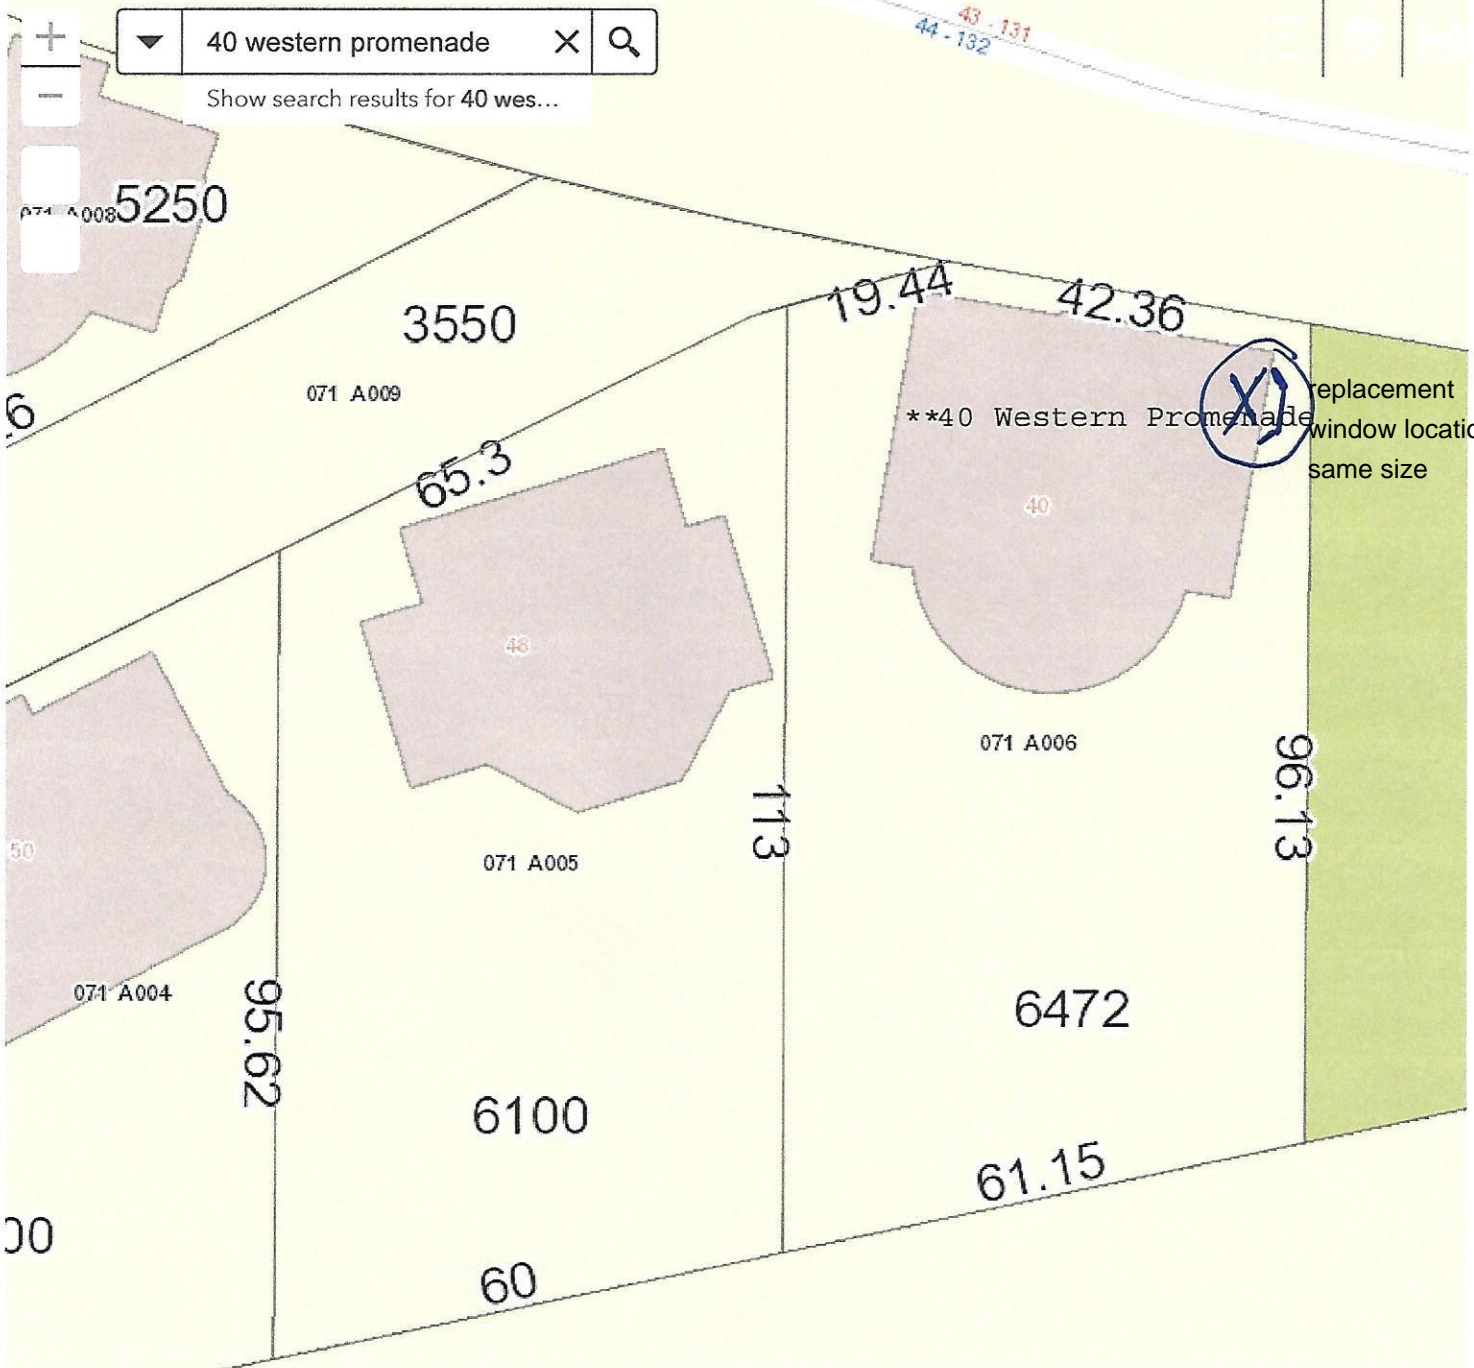 43 - 131
44 - 132
40 western promenade
Show search results for 40 wes...
071 A008
5250
3550
071 A009
19.44
42.36
replacement
**40 Western Promenade
X
window locatio
same size
65.3
40
48
071 A006
96.13
113
50
071 A005
071 A004
95.62
6472
6100
61.15
00
60